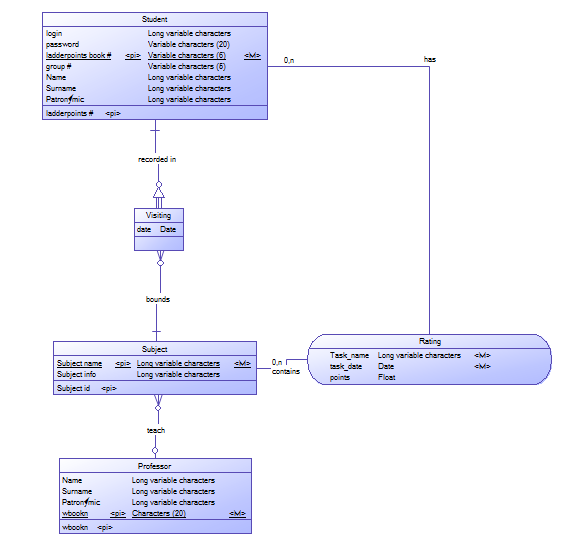 Student
login Long variable characters
password Variable characters (20)
ladderpoints book # <pi> Variable characters (6) <M>
group # Variable characters (6)
Name Long variable characters
Surname Long variable characters
Patronymic Long variable characters
ladderpoints # <pi>
0,n
has
recorded in
Visiting
date Date
bounds
Subject
Subject name <pi> Long variable characters <M>
Subject info Long variable characters
Subject id <pi>
0,n
contains
Rating
Task_name Long variable characters <M>
task_date Date <M>
points Float
teach
Professor
Name Long variable characters
Surname Long variable characters
Patronymic Long variable characters
wbookn <pi> Characters (20) <M>
wbookn <pi>